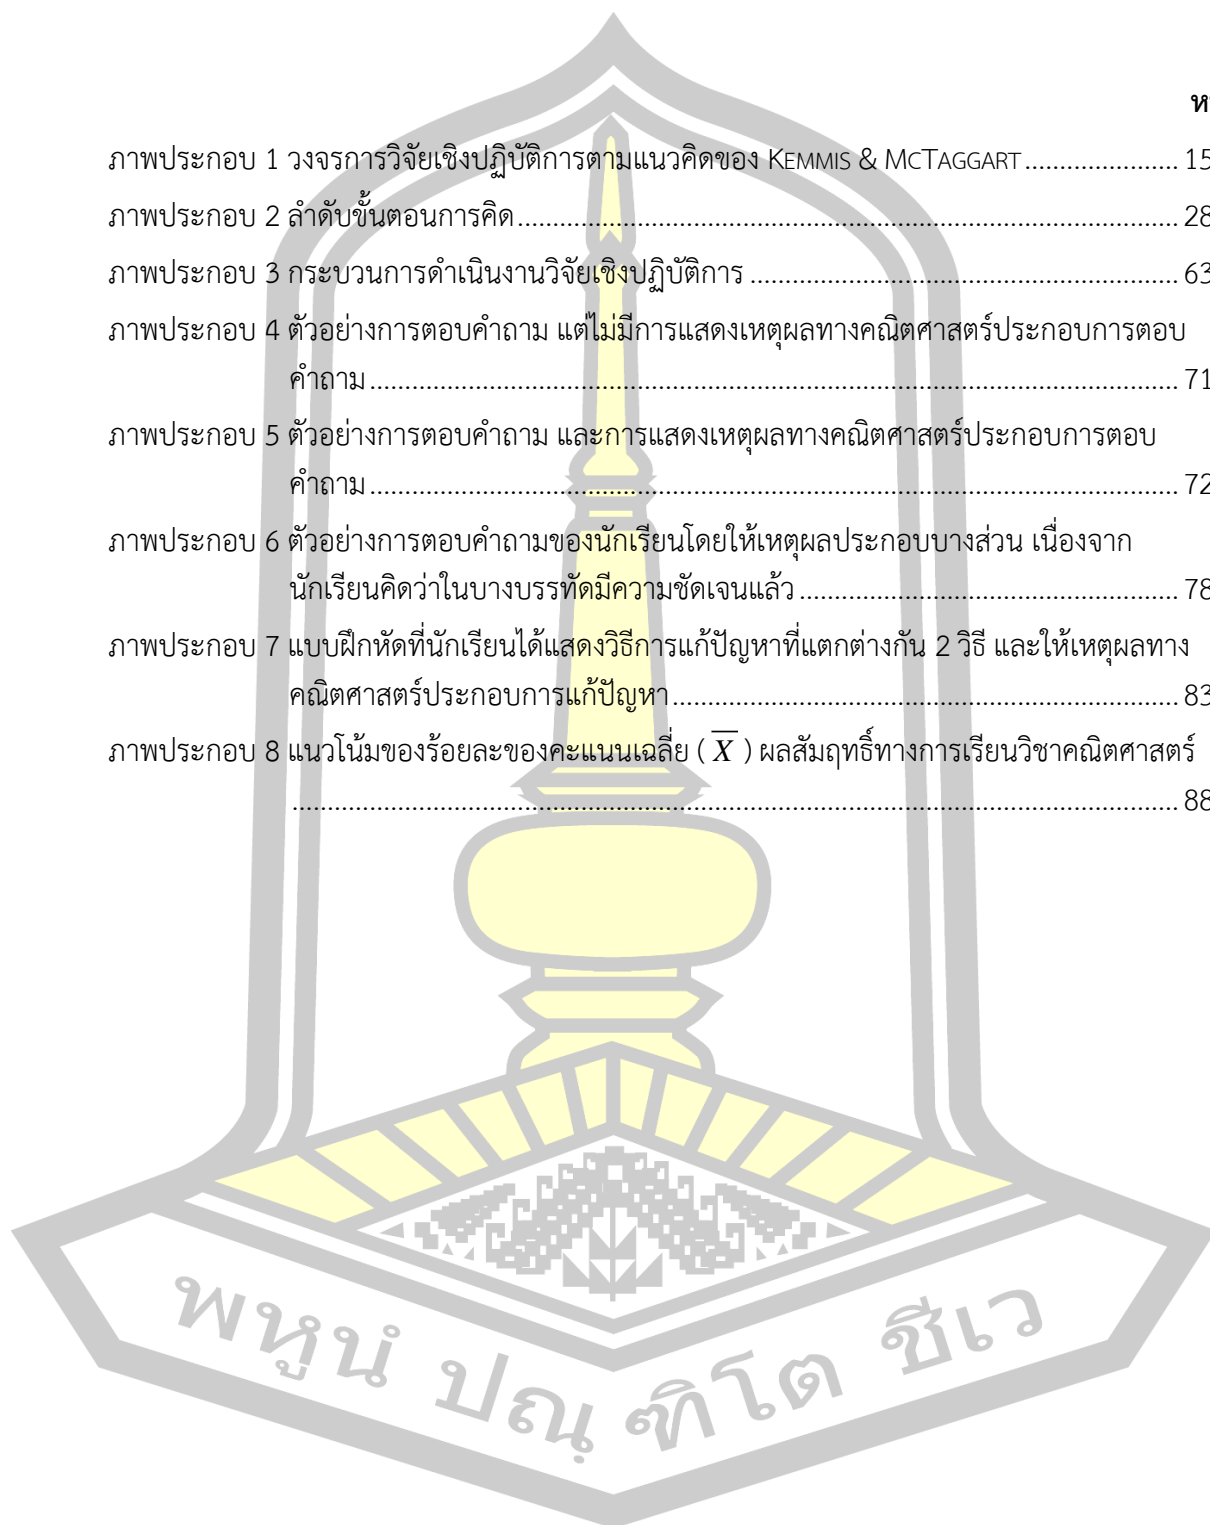 ห
ภาพประกอบ 1 วงจรการวิจัยเชิงปฏิบัติการตามแนวคิดของ KEMMIS & MCTAGGART ...................... 15
ภาพประกอบ 2 ลำดับขั้นตอนการคิด ...................... 28
ภาพประกอบ 3 กระบวนการดำเนินงานวิจัยเชิงปฏิบัติการ ...................... 63
ภาพประกอบ 4 ตัวอย่างการตอบคำถาม แต่ไม่มีการแสดงเหตุผลทางคณิตศาสตร์ประกอบการตอบ
คำถาม ...................... 71
ภาพประกอบ 5 ตัวอย่างการตอบคำถาม และการแสดงเหตุผลทางคณิตศาสตร์ประกอบการตอบ
คำถาม ...................... 72
ภาพประกอบ 6 ตัวอย่างการตอบคำถามของนักเรียนโดยให้เหตุผลประกอบบางส่วน เนื่องจาก
นักเรียนคิดว่าในบางบรรทัดมีความชัดเจนแล้ว ...................... 78
ภาพประกอบ 7 แบบฝึกหัดที่นักเรียนได้แสดงวิธีการแก้ปัญหาที่แตกต่างกัน 2 วิธี และให้เหตุผลทาง
คณิตศาสตร์ประกอบการแก้ปัญหา ...................... 83
ภาพประกอบ 8 แนวโน้มของร้อยละของคะแนนเฉลี่ย ( X̅ ) ผลสัมฤทธิ์ทางการเรียนวิชาคณิตศาสตร์
...................... 88
พหูนํ ปณฺฑิโต ชีเว